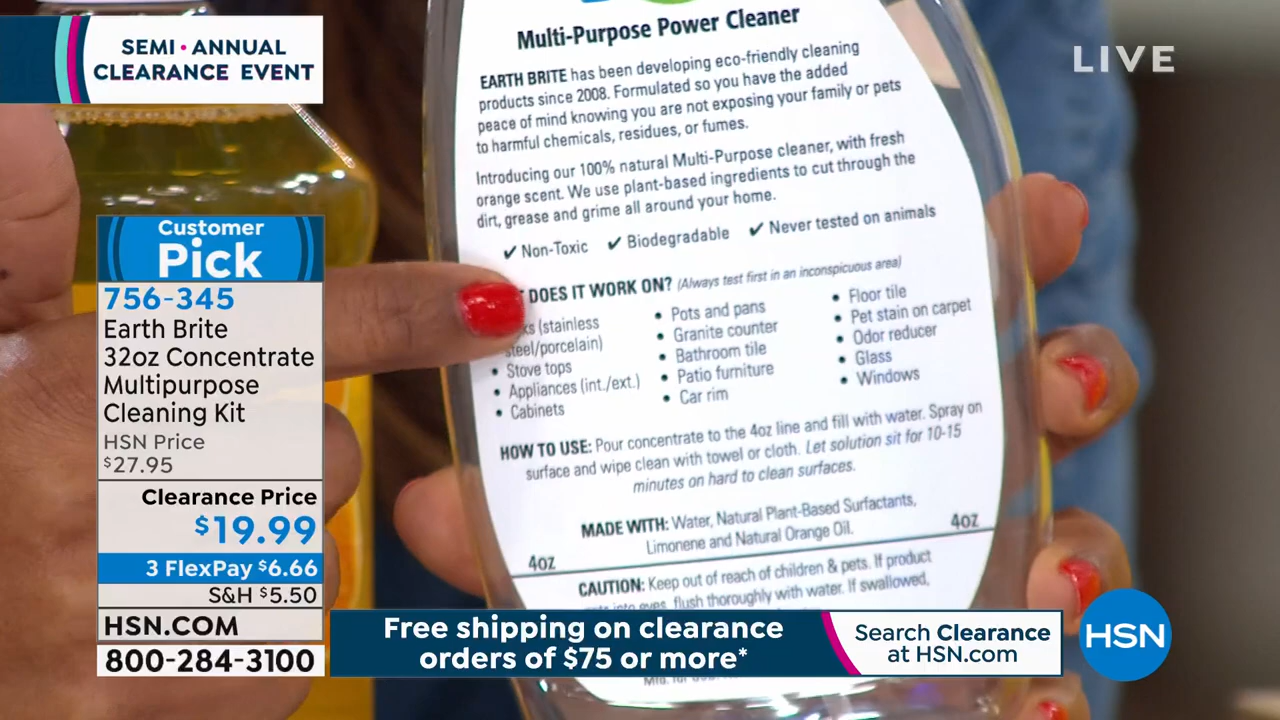 SEMI • ANNUAL
CLEARANCE EVENT
LIVE
Customer
Pick
756-345
Earth Brite
32oz Concentrate
Multipurpose
Cleaning Kit
HSN Price
$27.95
Clearance Price
$19.99
3 FlexPay $6.66
S&H $5.50
HSN.COM
800-284-3100
Multi-Purpose Power Cleaner
EARTH BRITE has been developing eco-friendly cleaning
products since 2008. Formulated so you have the added
peace of mind knowing you are not exposing your family or pets
to harmful chemicals, residues, or fumes.
Introducing our 100% natural Multi-Purpose cleaner, with fresh
orange scent. We use plant-based ingredients to cut through the
dirt, grease and grime all around your home.
✔ Non-Toxic ✔ Biodegradable ✔ Never tested on animals
DOES IT WORK ON? (Always test first in an inconspicuous area)
(stainless
steel/porcelain)
• Stove tops
• Appliances (int./ext.)
• Cabinets
• Pots and pans
• Granite counter
• Bathroom tile
• Patio furniture
• Car rim
• Floor tile
• Pet stain on carpet
• Odor reducer
• Glass
• Windows
HOW TO USE: Pour concentrate to the 4oz line and fill with water. Spray on
surface and wipe clean with towel or cloth. Let solution sit for 10-15
minutes on hard to clean surfaces.
MADE WITH: Water, Natural Plant-Based Surfactants,
Limonene and Natural Orange Oil.
4oz 4oz
CAUTION: Keep out of reach of children & pets. If product
eyes, flush thoroughly with water. If swallowed,
Free shipping on clearance
orders of $75 or more*
Search Clearance
at HSN.com
HSN